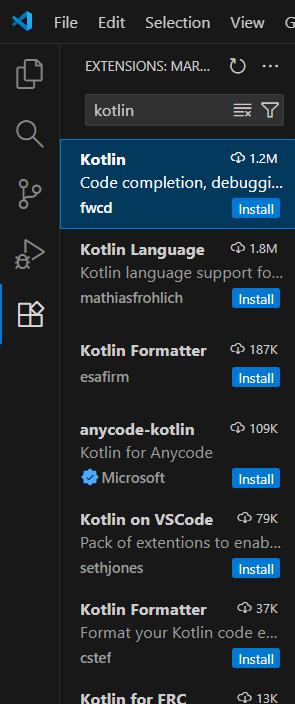 File Edit Selection View G
EXTENSIONS: MAR... ...
kotlin
Kotlin 1.2M
Code completion, debuggi...
fwcd Install
Kotlin Language 1.8M
Kotlin language support fo...
mathiasfrohlich Install
Kotlin Formatter 187K
esafirm Install
anycode-kotlin 109K
Kotlin for Anycode
Microsoft Install
Kotlin on VSCode 79K
Pack of extentions to enab...
sethjones Install
Kotlin Formatter 37K
Format your Kotlin code e...
cstef Install
Kotlin for FRC 13K